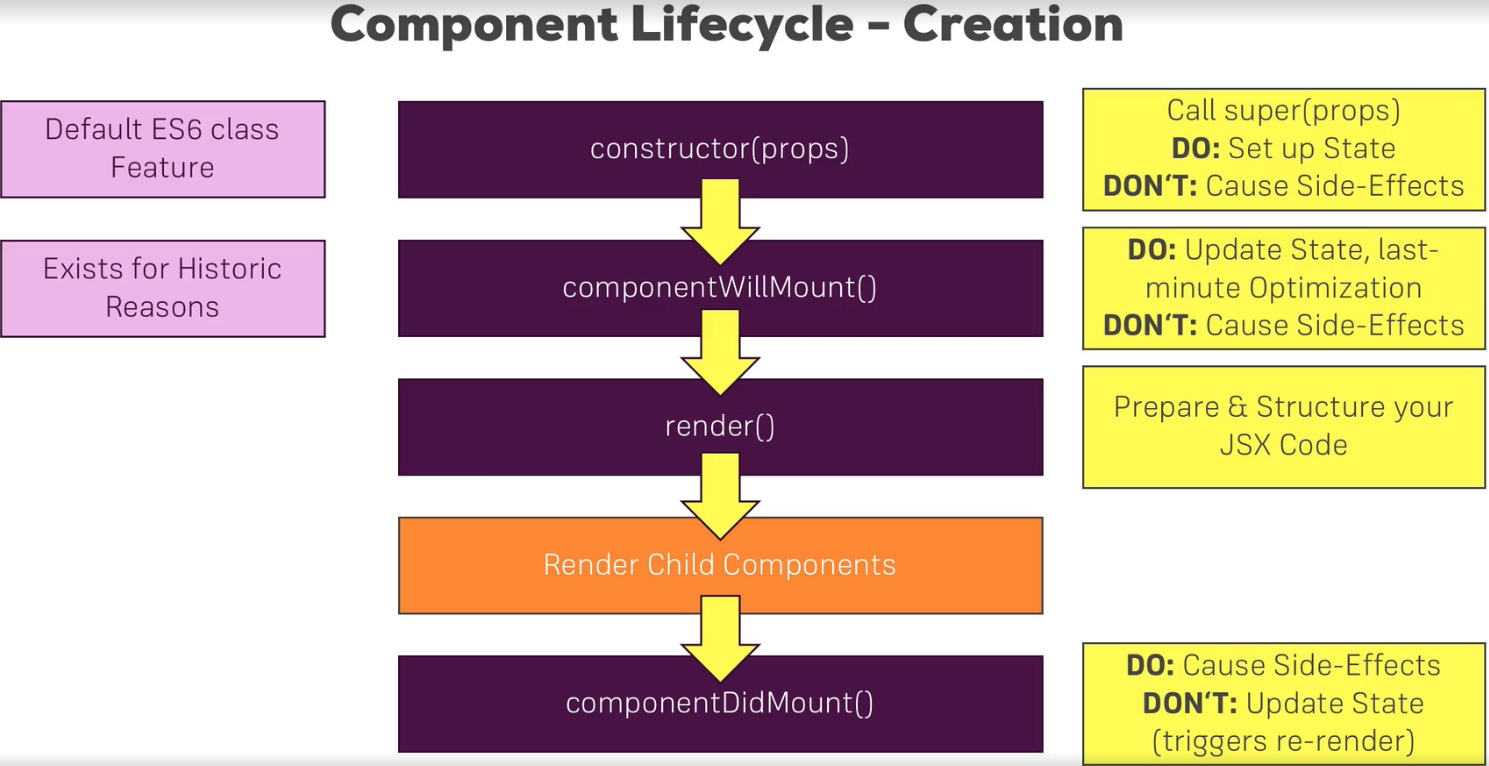 Component Lifecycle - Creation
Default ES6 class
Feature
constructor(props)
Call super(props)
DO: Set up State
DON‘T: Cause Side-Effects
Exists for Historic
Reasons
componentWillMount()
DO: Update State, last-
minute Optimization
DON‘T: Cause Side-Effects
render()
Prepare & Structure your
JSX Code
Render Child Components
componentDidMount()
DO: Cause Side-Effects
DON‘T: Update State
(triggers re-render)